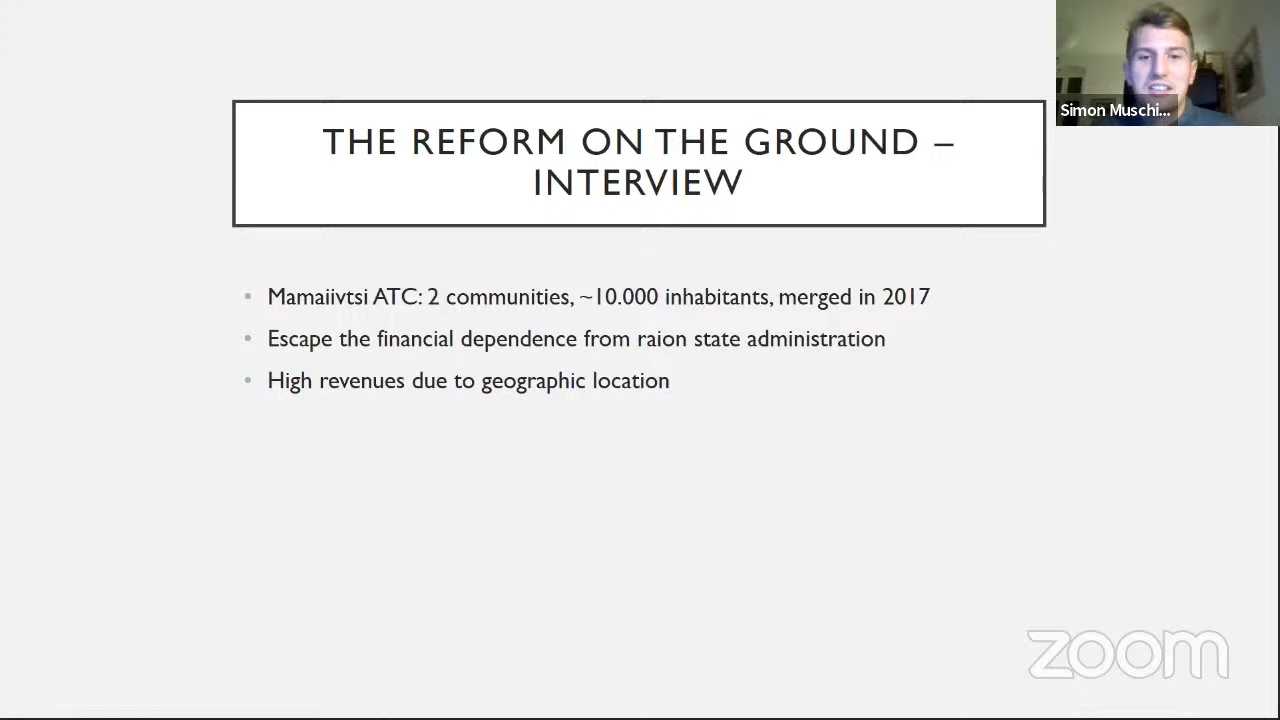 Simon Muschi...
THE REFORM ON THE GROUND –
INTERVIEW
• Mamaiivtsi ATC: 2 communities, ~10.000 inhabitants, merged in 2017
• Escape the financial dependence from raion state administration
• High revenues due to geographic location
zoom